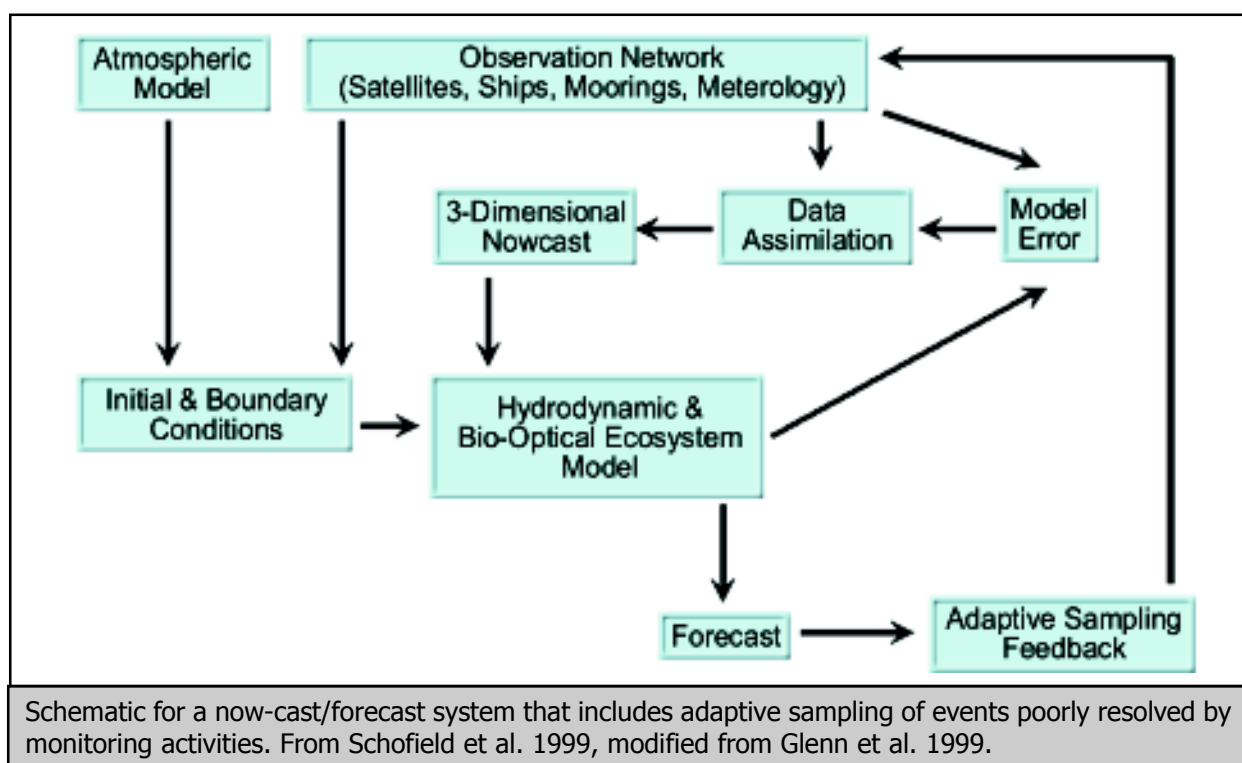 Atmospheric
Model
Observation Network
(Satellites, Ships, Moorings, Meterology)
3-Dimensional
Nowcast
Data
Assimilation
Model
Error
Initial & Boundary
Conditions
Hydrodynamic &
Bio-Optical Ecosystem
Model
Forecast
Adaptive Sampling
Feedback
Schematic for a now-cast/forecast system that includes adaptive sampling of events poorly resolved by
monitoring activities. From Schofield et al. 1999, modified from Glenn et al. 1999.